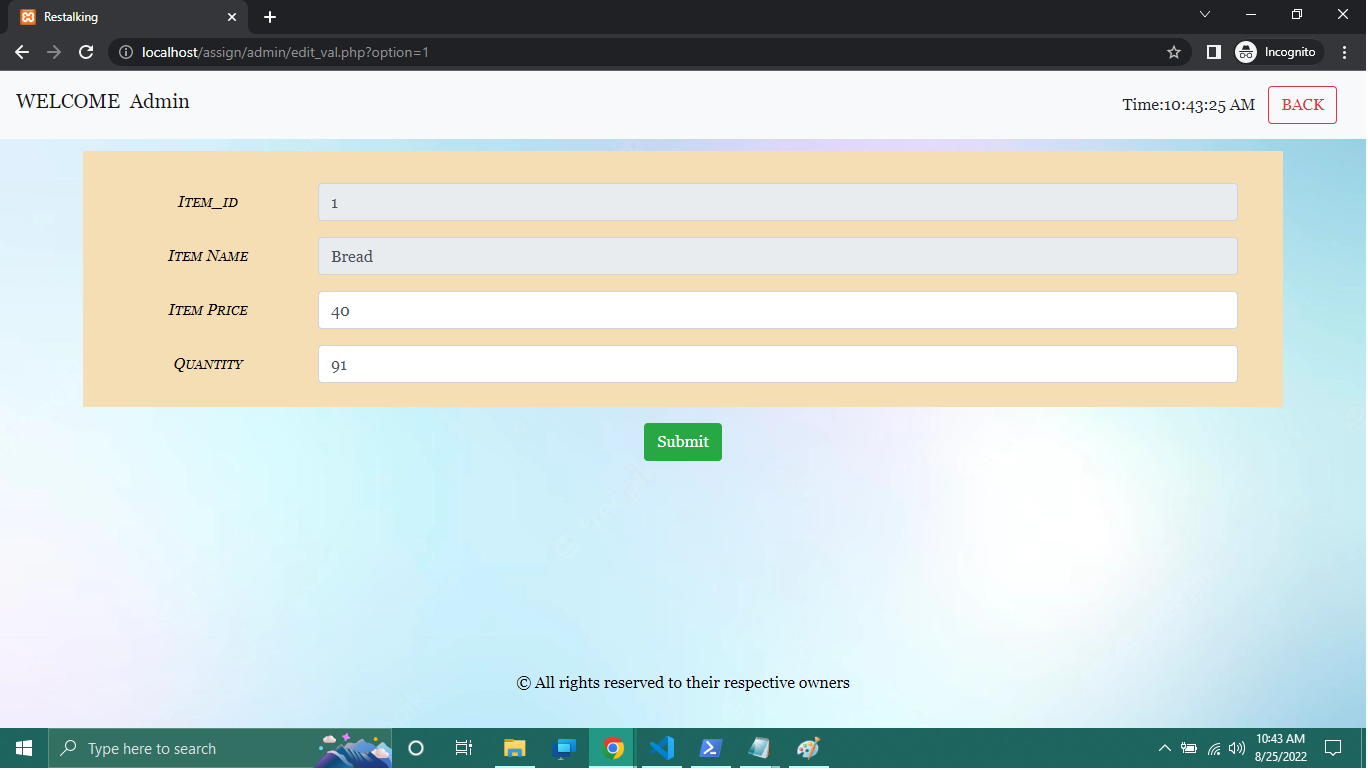 Restalking
localhost/assign/admin/edit_val.php?option=1
Incognito
WELCOME Admin
Time:10:43:25 AM
BACK
Item_id
1
Item Name
Bread
Item Price
40
Quantity
91
Submit
© All rights reserved to their respective owners
Type here to search
10:43 AM
8/25/2022